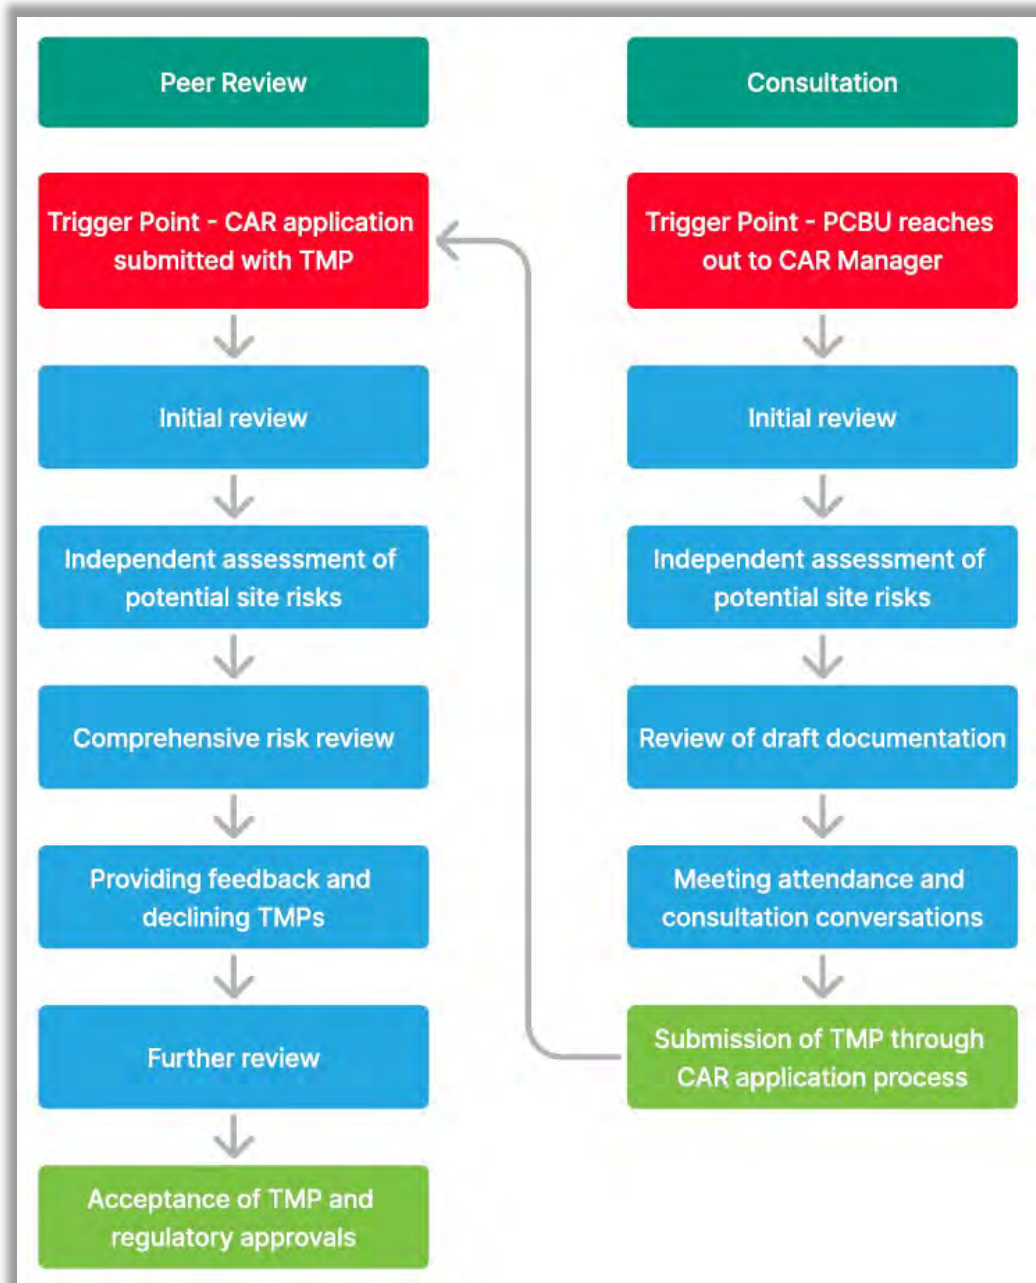 Peer Review
Trigger Point - CAR application
submitted with TMP
Initial review
Independent assessment of
potential site risks
Comprehensive risk review
Providing feedback and
declining TMPs
Further review
Acceptance of TMP and
regulatory approvals
Consultation
Trigger Point - PCBU reaches
out to CAR Manager
Initial review
Independent assessment of
potential site risks
Review of draft documentation
Meeting attendance and
consultation conversations
Submission of TMP through
CAR application process